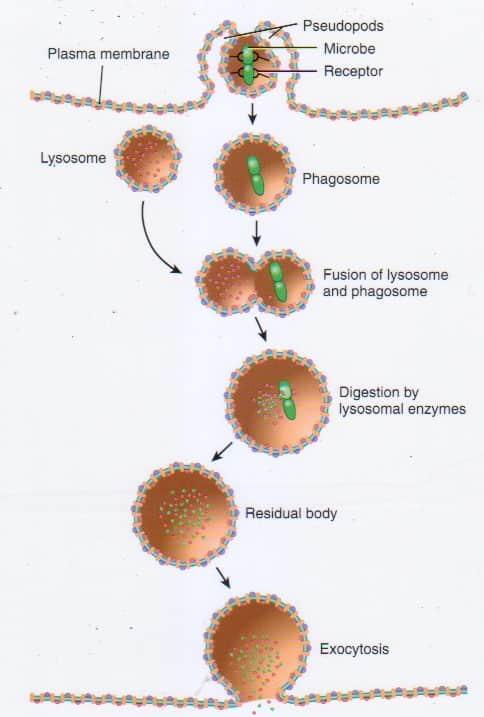 Pseudopods
Plasma membrane
Microbe
Receptor
Lysosome
Phagosome
Fusion of lysosome
and phagosome
Digestion by
lysosomal enzymes
Residual body
Exocytosis